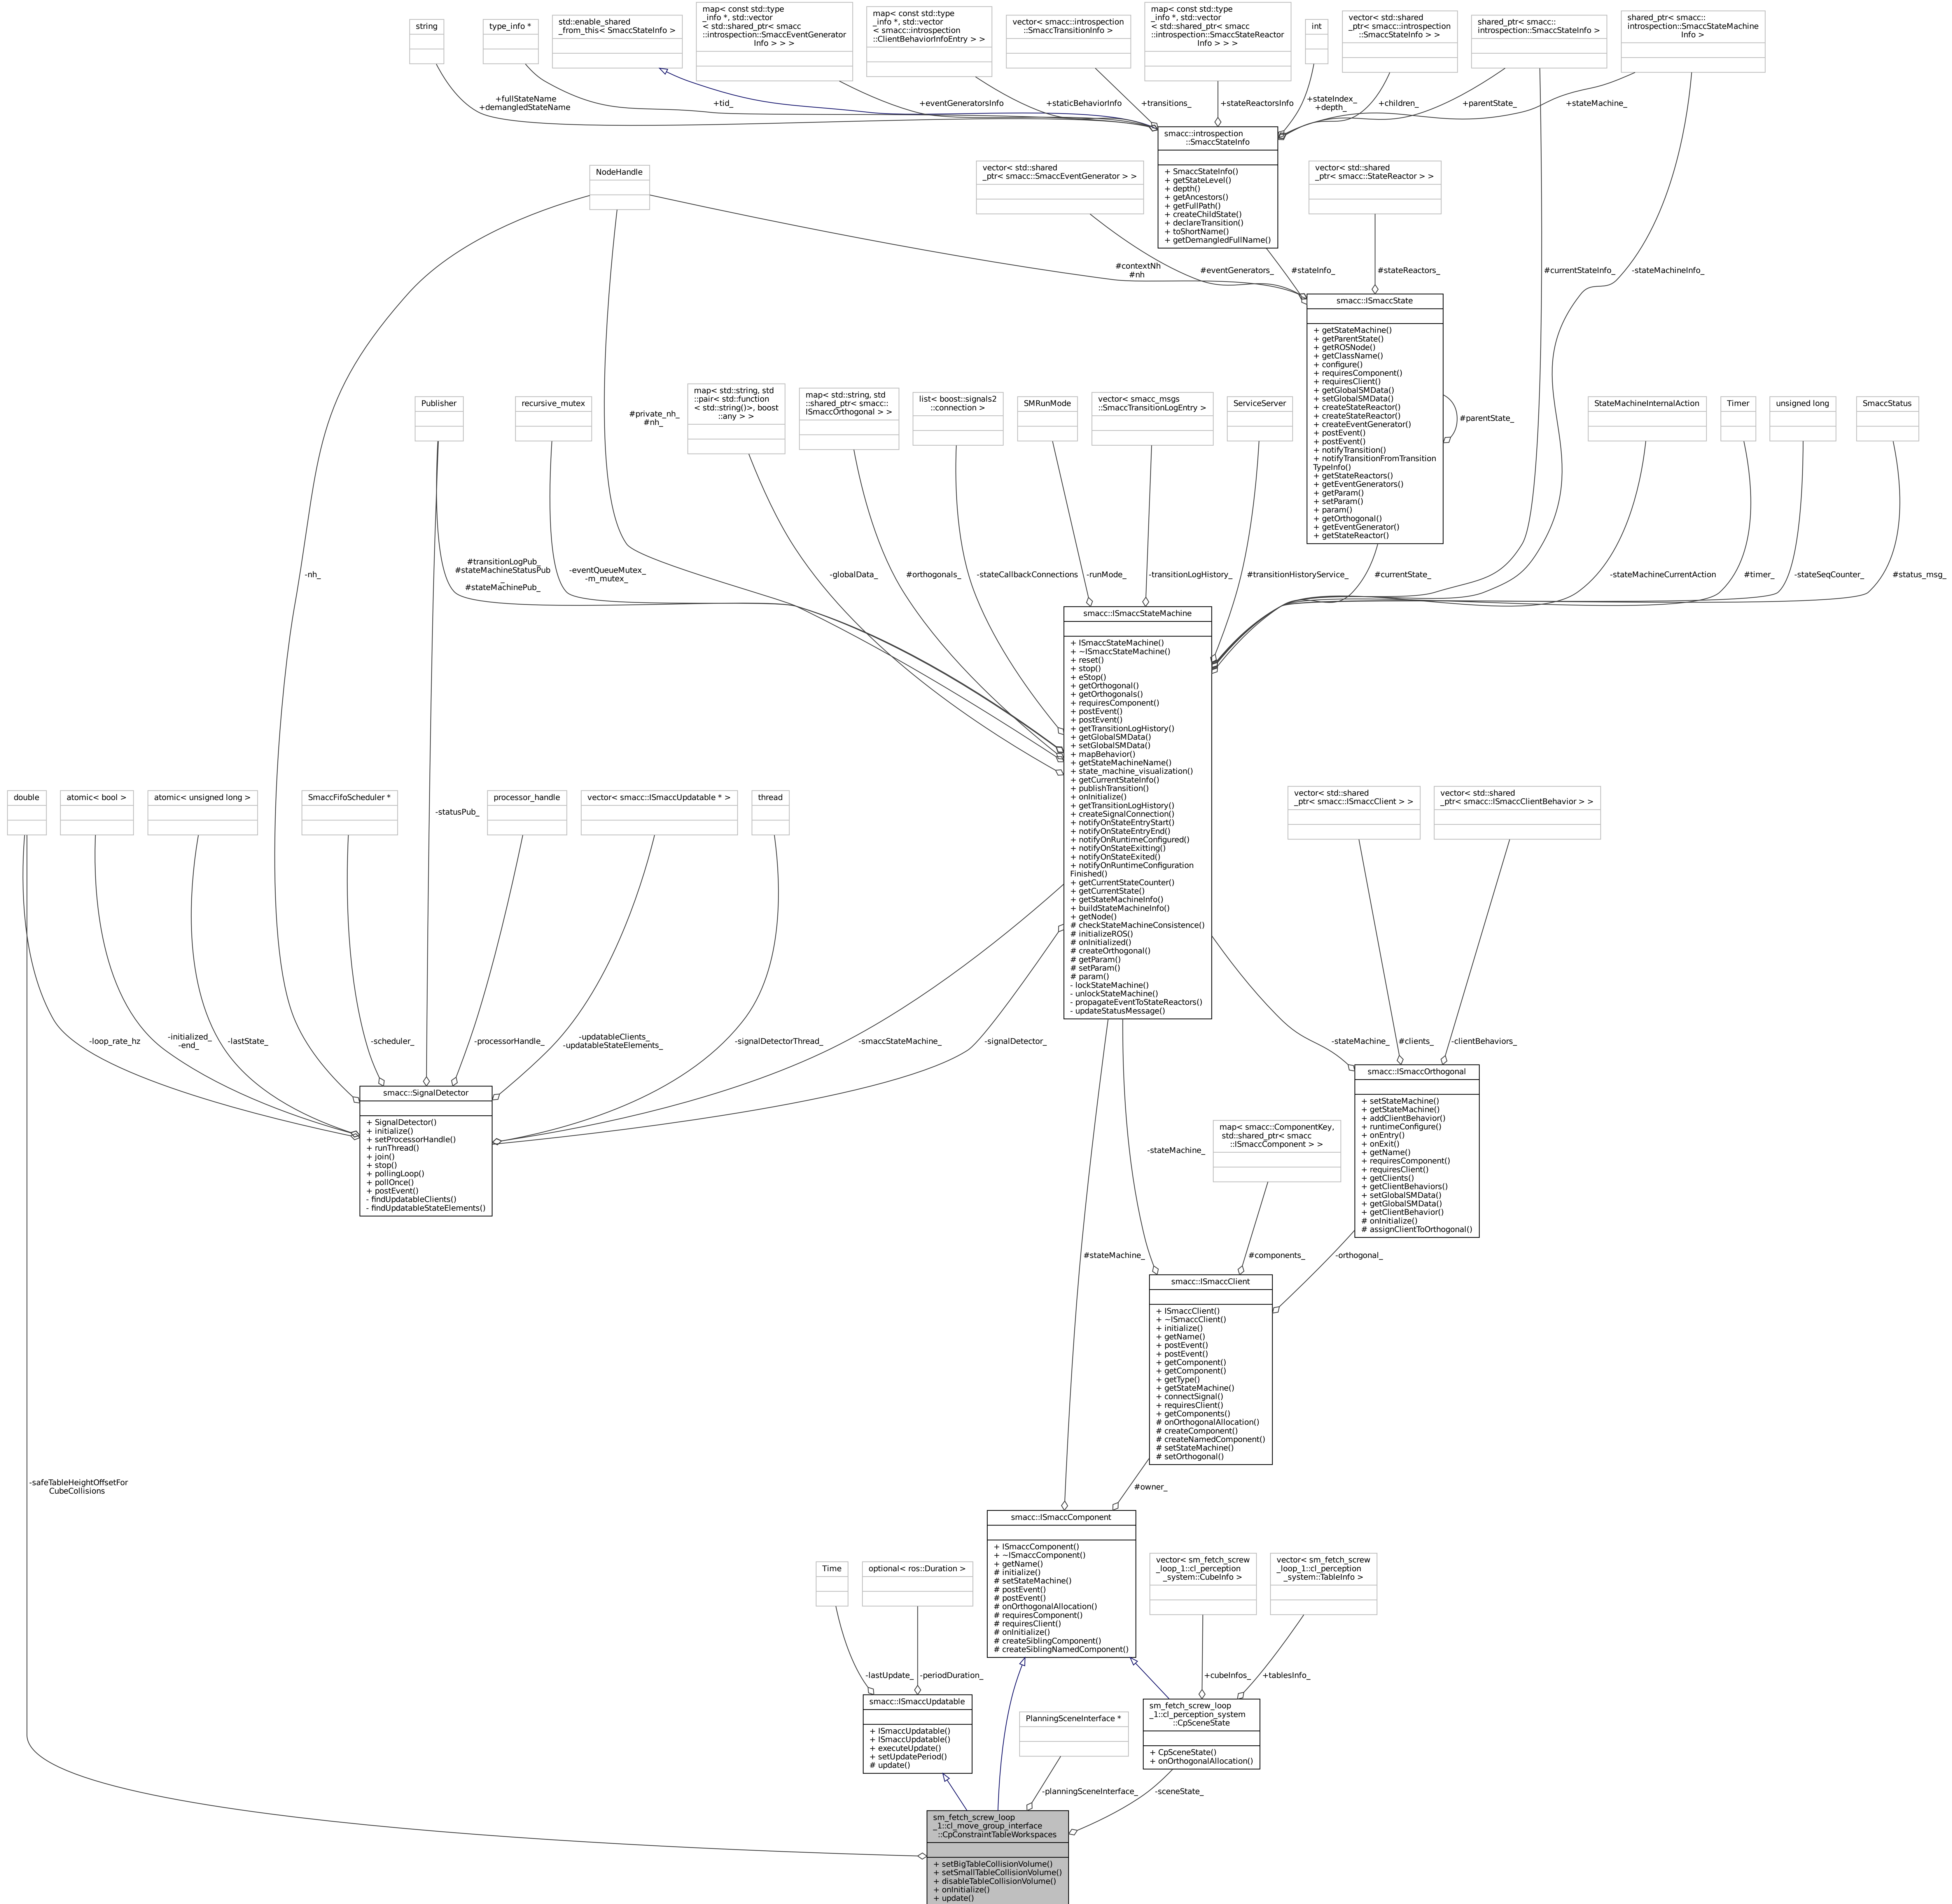 string
type_info *
std::enable_shared
_from_this< SmaccStateInfo >
map< const std::type
_info *, std::vector
< std::shared_ptr< smacc
::introspection::SmaccEventGenerator
Info > > >
map< const std::type
_info *, std::vector
< smacc::introspection
::ClientBehaviorInfoEntry > >
vector< smacc::introspection
::SmaccTransitionInfo >
map< const std::type
_info *, std::vector
< std::shared_ptr< smacc
::introspection::SmaccStateReactor
Info > > >
int
vector< std::shared
_ptr< smacc::introspection
::SmaccStateInfo > >
shared_ptr< smacc::
introspection::SmaccStateInfo >
shared_ptr< smacc::
introspection::SmaccStateMachine
Info >
+fullStateName
+demangledStateName
+tid_
+eventGeneratorsInfo
+staticBehaviorInfo
+transitions_
+stateReactorsInfo
+stateIndex_
+depth_
+children_
+parentState_
+stateMachine_
smacc::introspection
::SmaccStateInfo
+ SmaccStateInfo()
+ getStateLevel()
+ depth()
+ getAncestors()
+ getFullPath()
+ createChildState()
+ declareTransition()
+ toShortName()
+ getDemangledFullName()
NodeHandle
vector< std::shared
_ptr< smacc::SmaccEventGenerator > >
vector< std::shared
_ptr< smacc::StateReactor > >
#contextNh
#nh
#eventGenerators_
#stateInfo_
#stateReactors_
#currentStateInfo_
-stateMachineInfo_
smacc::ISmaccState
+ getStateMachine()
+ getParentState()
+ getROSNode()
+ getClassName()
+ configure()
+ requiresComponent()
+ requiresClient()
+ getGlobalSMData()
+ setGlobalSMData()
+ createStateReactor()
+ createStateReactor()
+ createEventGenerator()
+ postEvent()
+ postEvent()
+ notifyTransition()
+ notifyTransitionFromTransition
TypeInfo()
+ getStateReactors()
+ getEventGenerators()
+ getParam()
+ setParam()
+ param()
+ getOrthogonal()
+ getEventGenerator()
+ getStateReactor()
#parentState_
Publisher
recursive_mutex
#private_nh_
#nh_
map< std::string, std
::pair< std::function
< std::string()>, boost
::any > >
map< std::string, std
::shared_ptr< smacc::
ISmaccOrthogonal > >
list< boost::signals2
::connection >
SMRunMode
vector< smacc_msgs
::SmaccTransitionLogEntry >
ServiceServer
StateMachineInternalAction
Timer
unsigned long
SmaccStatus
-nh_
#transitionLogPub_
#stateMachineStatusPub
_
#stateMachinePub_
-eventQueueMutex_
-m_mutex_
-globalData_
#orthogonals_
-stateCallbackConnections
-runMode_
-transitionLogHistory_
#transitionHistoryService_
#currentState_
-stateMachineCurrentAction
#timer_
-stateSeqCounter_
#status_msg_
smacc::ISmaccStateMachine
+ ISmaccStateMachine()
+ ~ISmaccStateMachine()
+ reset()
+ stop()
+ eStop()
+ getOrthogonal()
+ getOrthogonals()
+ requiresComponent()
+ postEvent()
+ postEvent()
+ getTransitionLogHistory()
+ getGlobalSMData()
+ setGlobalSMData()
+ mapBehavior()
+ getStateMachineName()
+ state_machine_visualization()
+ getCurrentStateInfo()
+ publishTransition()
+ onInitialize()
+ getTransitionLogHistory()
+ createSignalConnection()
+ notifyOnStateEntryStart()
+ notifyOnStateEntryEnd()
+ notifyOnRuntimeConfigured()
+ notifyOnStateExitting()
+ notifyOnStateExited()
+ notifyOnRuntimeConfiguration
Finished()
+ getCurrentStateCounter()
+ getCurrentState()
+ getStateMachineInfo()
+ buildStateMachineInfo()
+ getNode()
# checkStateMachineConsistence()
# initializeROS()
# onInitialized()
# createOrthogonal()
# getParam()
# setParam()
# param()
- lockStateMachine()
- unlockStateMachine()
- propagateEventToStateReactors()
- updateStatusMessage()
double
atomic< bool >
atomic< unsigned long >
SmaccFifoScheduler *
-statusPub_
processor_handle
vector< smacc::ISmaccUpdatable * >
thread
vector< std::shared
_ptr< smacc::ISmaccClient > >
vector< std::shared
_ptr< smacc::ISmaccClientBehavior > >
-loop_rate_hz
-initialized_
-end_
-lastState_
-scheduler_
-processorHandle_
-updatableClients_
-updatableStateElements_
-signalDetectorThread_
-smaccStateMachine_
-signalDetector_
-stateMachine_
#clients_
-clientBehaviors_
smacc::SignalDetector
+ SignalDetector()
+ initialize()
+ setProcessorHandle()
+ runThread()
+ join()
+ stop()
+ pollingLoop()
+ pollOnce()
+ postEvent()
- findUpdatableClients()
- findUpdatableStateElements()
smacc::ISmaccOrthogonal
+ setStateMachine()
+ getStateMachine()
+ addClientBehavior()
+ runtimeConfigure()
+ onEntry()
+ onExit()
+ getName()
+ requiresComponent()
+ requiresClient()
+ getClients()
+ getClientBehaviors()
+ setGlobalSMData()
+ getGlobalSMData()
+ getClientBehavior()
# onInitialize()
# assignClientToOrthogonal()
-stateMachine_
map< smacc::ComponentKey,
std::shared_ptr< smacc
::ISmaccComponent > >
#stateMachine_
#components_
-orthogonal_
smacc::ISmaccClient
+ ISmaccClient()
+ ~ISmaccClient()
+ initialize()
+ getName()
+ postEvent()
+ postEvent()
+ getComponent()
+ getComponent()
+ getType()
+ getStateMachine()
+ connectSignal()
+ requiresClient()
+ getComponents()
# onOrthogonalAllocation()
# createComponent()
# createNamedComponent()
# setStateMachine()
# setOrthogonal()
-safeTableHeightOffsetFor
CubeCollisions
#owner_
smacc::ISmaccComponent
+ ISmaccComponent()
+ ~ISmaccComponent()
+ getName()
# initialize()
# setStateMachine()
# postEvent()
# postEvent()
# onOrthogonalAllocation()
# requiresComponent()
# requiresClient()
# onInitialize()
# createSiblingComponent()
# createSiblingNamedComponent()
Time
optional< ros::Duration >
vector< sm_fetch_screw
_loop_1::cl_perception
_system::CubeInfo >
vector< sm_fetch_screw
_loop_1::cl_perception
_system::TableInfo >
-lastUpdate_
-periodDuration_
+cubeInfos_
+tablesInfo_
smacc::ISmaccUpdatable
+ ISmaccUpdatable()
+ ISmaccUpdatable()
+ executeUpdate()
+ setUpdatePeriod()
# update()
PlanningSceneInterface *
sm_fetch_screw_loop
_1::cl_perception_system
::CpSceneState
+ CpSceneState()
+ onOrthogonalAllocation()
-planningSceneInterface_
-sceneState_
sm_fetch_screw_loop
_1::cl_move_group_interface
::CpConstraintTableWorkspaces
+ setBigTableCollisionVolume()
+ setSmallTableCollisionVolume()
+ disableTableCollisionVolume()
+ onInitialize()
+ update()